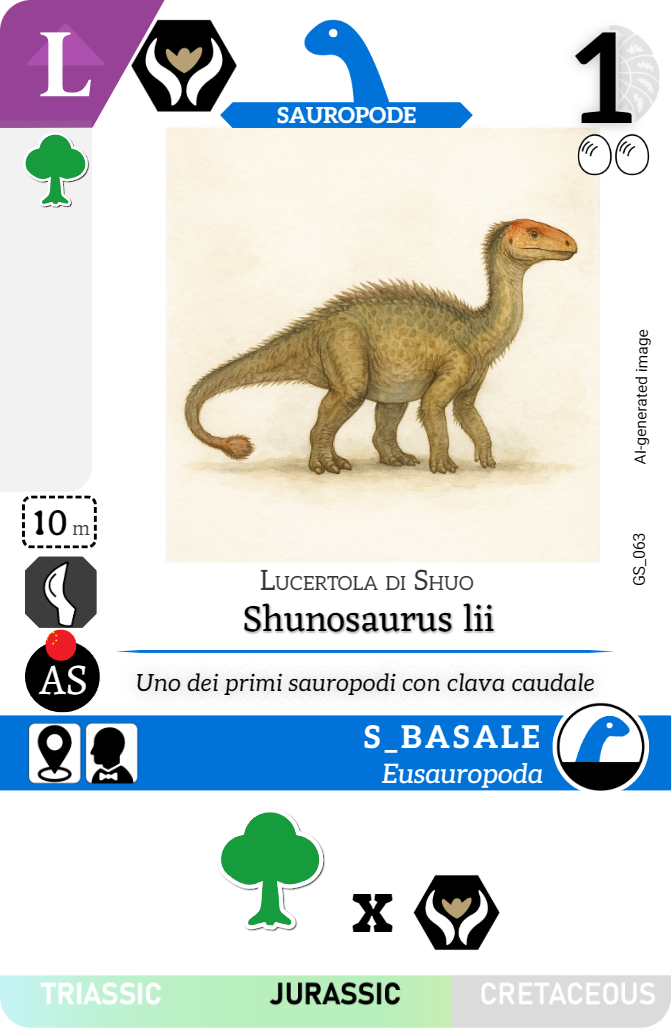 L
SAUROPODE
1
AI-generated image
GS_063
10 m
AS
Lucertola di Shuo
Shunosaurus lii
Uno dei primi sauropodi con clava caudale
S_BASALE
Eusauropoda
x
TRIASSIC JURASSIC CRETACEOUS